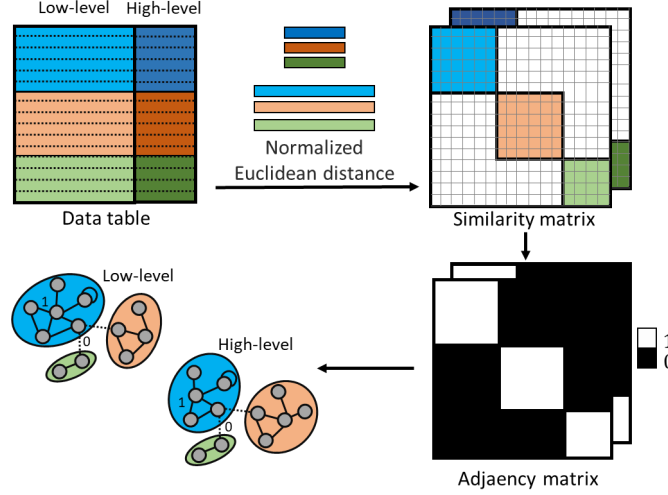 Low-level High-level
Normalized
Euclidean distance
Data table
Similarity matrix
Low-level
1
0
High-level
1
0
1
0
Adjaency matrix